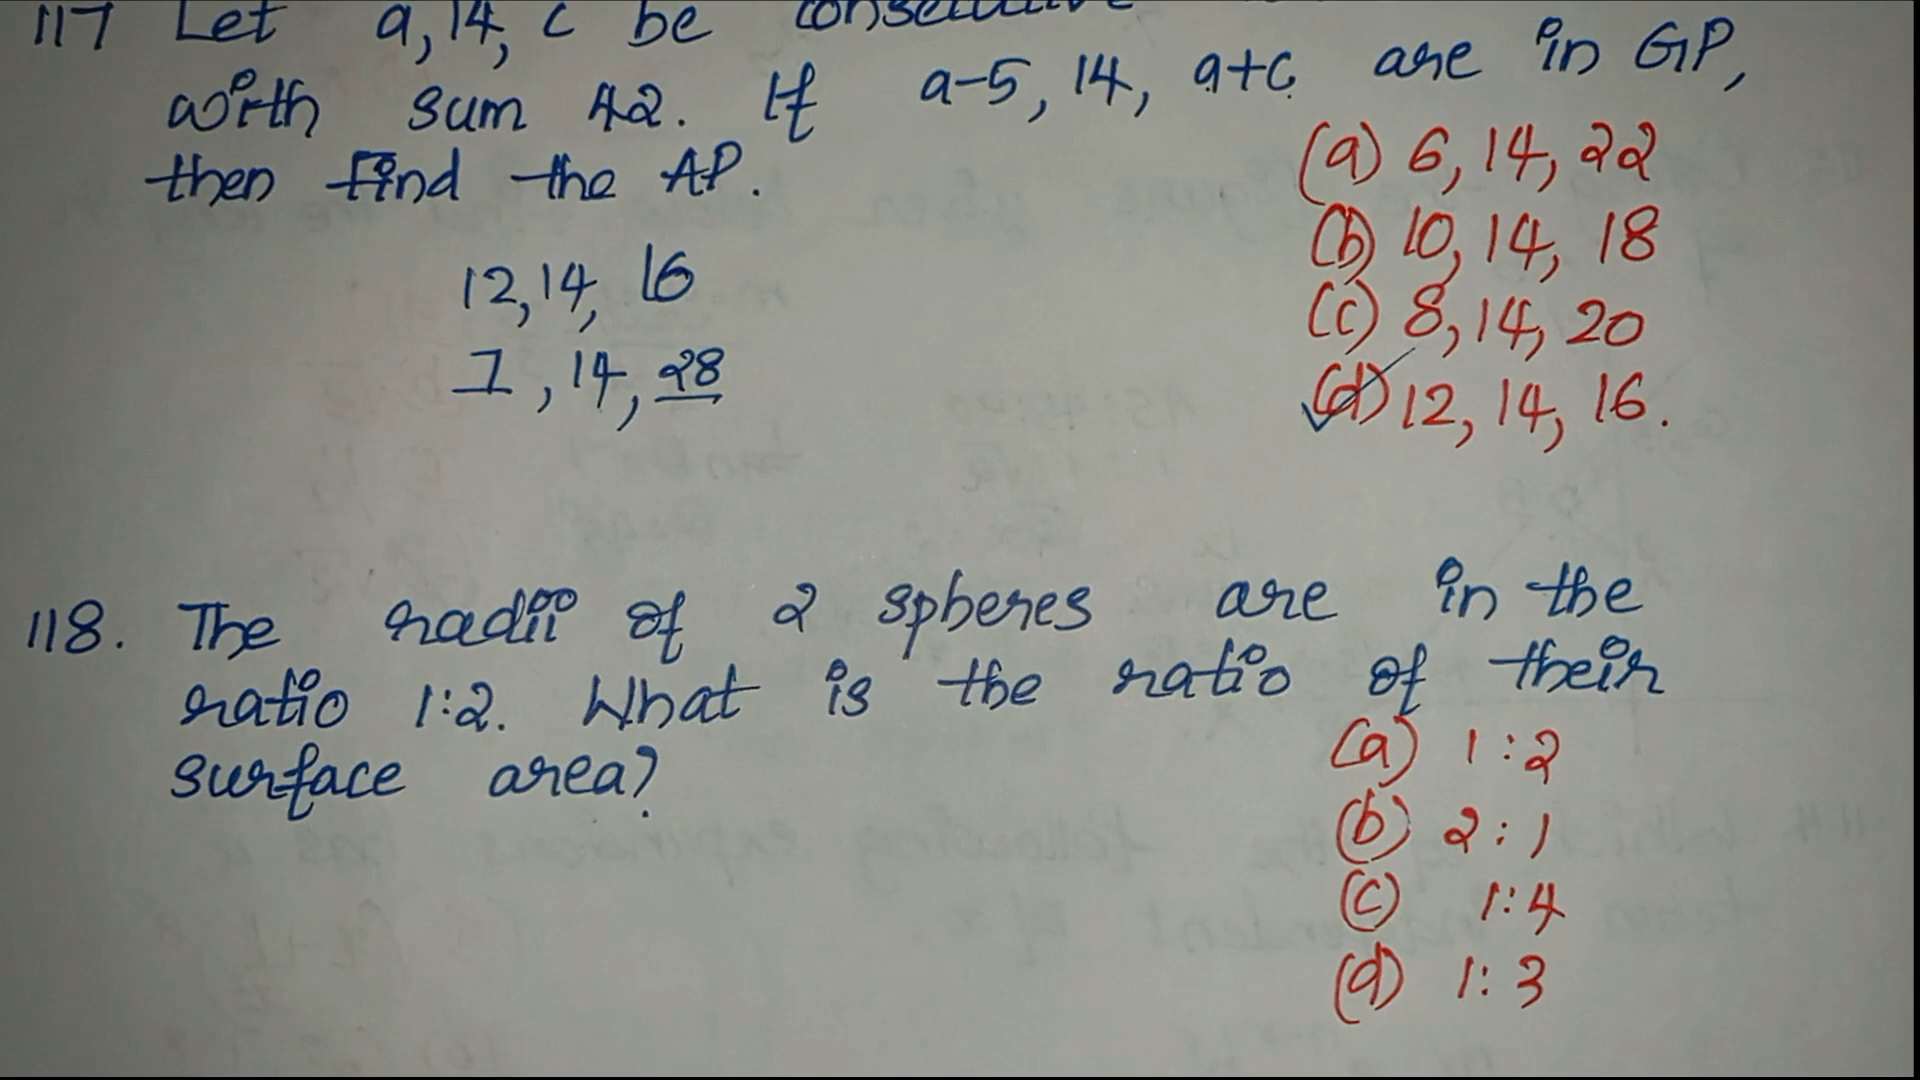 117 Let a, 14, c be consecutive
with sum 42. If a-5, 14, a+c are in GP,
then find the AP.
(a) 6, 14, 22
(b) 10, 14, 18
(c) 8, 14, 20
(d) 12, 14, 16.
12, 14, 16
7, 14, 28
118. The radii of 2 spheres are in the
ratio 1:2. What is the ratio of their
surface area?
(a) 1:2
(b) 2:1
(c) 1:4
(d) 1:3